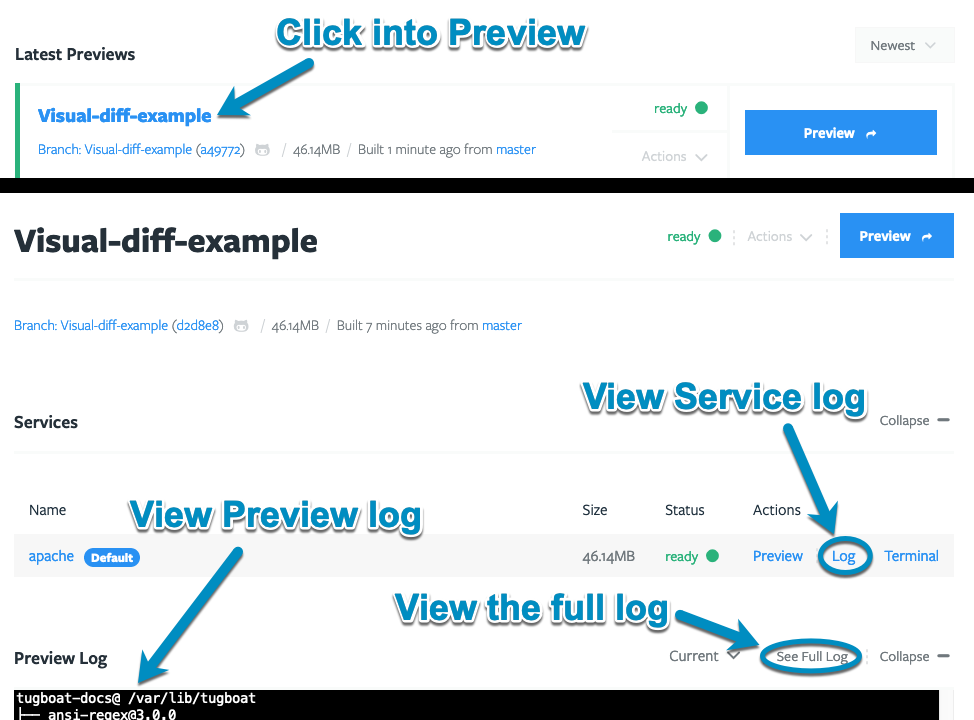 Click into Preview
Latest Previews
Newest
Visual-diff-example
ready
Preview
Branch: Visual-diff-example (a49772) / 46.14MB / Built 1 minute ago from master
Actions
Visual-diff-example
ready
Actions
Preview
Branch: Visual-diff-example (d2d8e8) / 46.14MB / Built 7 minutes ago from master
View Service log
Services
Collapse
View Preview log
Name Size Status Actions
apache Default 46.14MB ready Preview Log Terminal
View the full log
Preview Log
Current See Full Log Collapse
tugboat-docs@ /var/lib/tugboat
├── ansi-regex@3.0.0